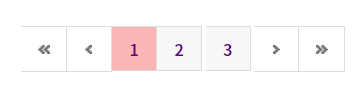 « ‹ 1 2 3 › »